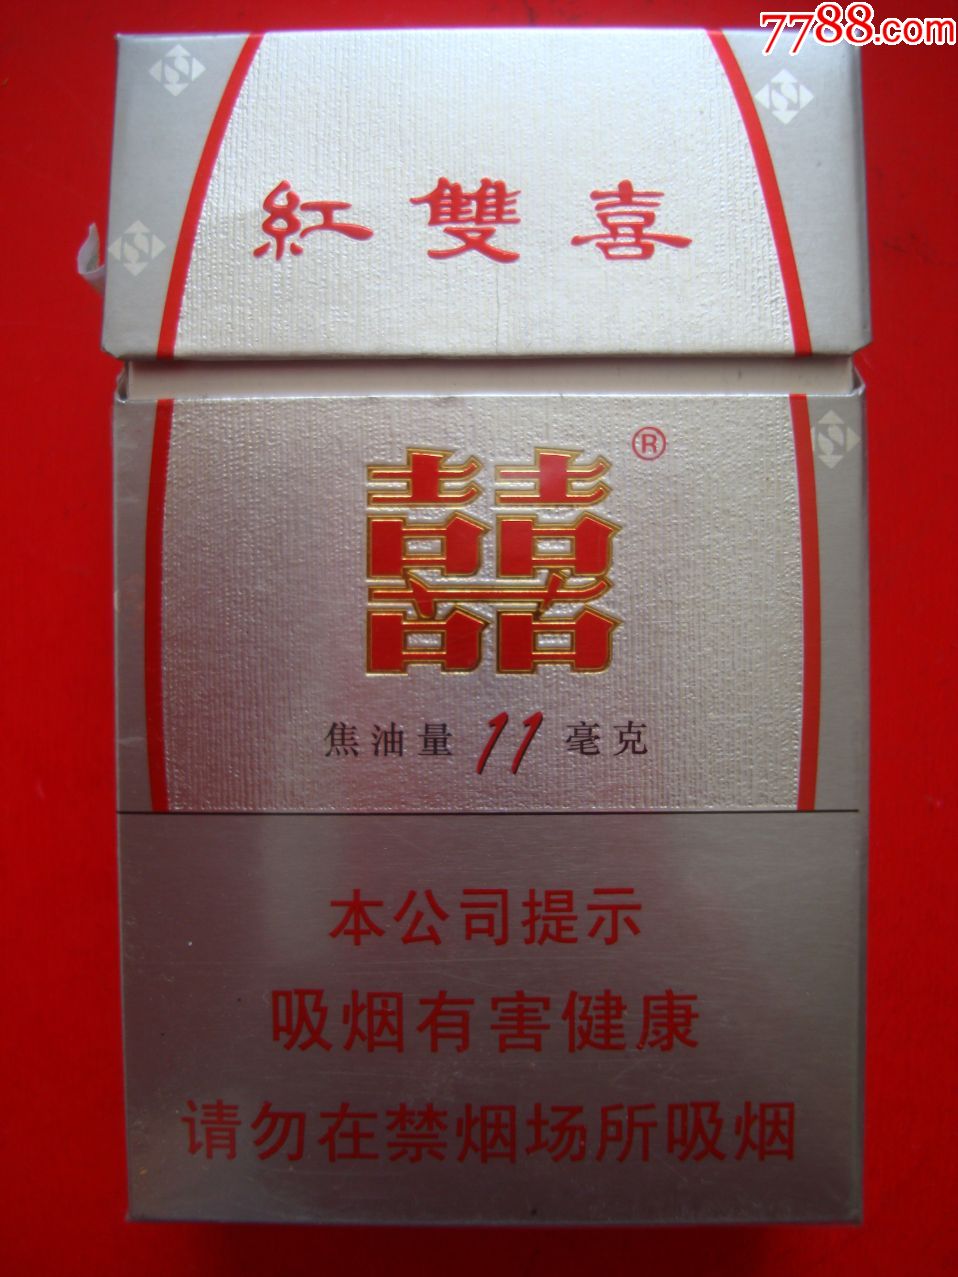 7788.com
紅雙喜
囍®
焦油量 11 毫克
本公司提示
吸烟有害健康
请勿在禁烟场所吸烟